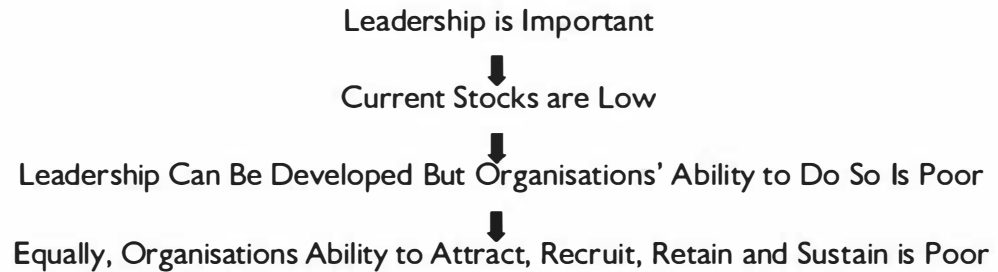 Leadership is Important
Current Stocks are Low
Leadership Can Be Developed But Organisations' Ability to Do So Is Poor
Equally, Organisations Ability to Attract, Recruit, Retain and Sustain is Poor